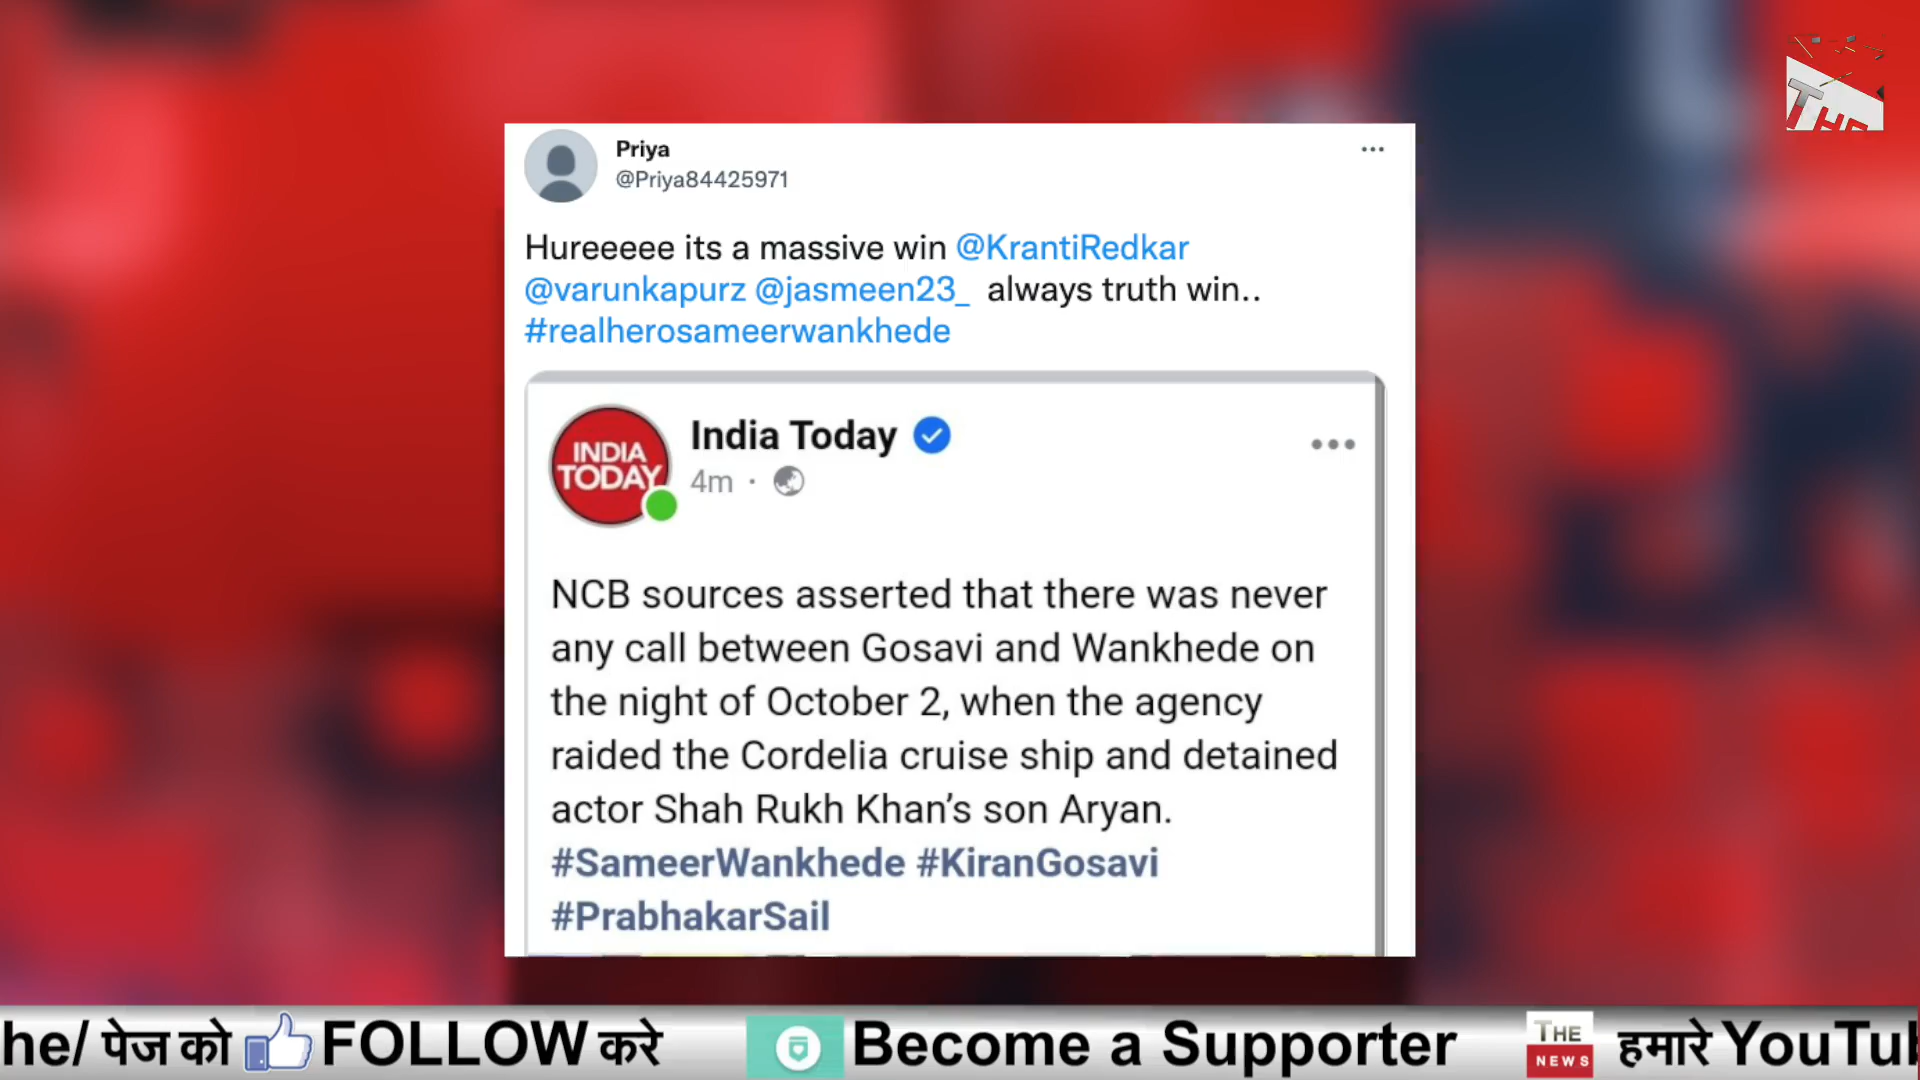 THE
Priya
@Priya84425971
Hureeeee its a massive win @KrantiRedkar
@varunkapurz @jasmeen23_ always truth win..
#realherosameerwankhede
INDIA
TODAY
India Today
4m ·
NCB sources asserted that there was never
any call between Gosavi and Wankhede on
the night of October 2, when the agency
raided the Cordelia cruise ship and detained
actor Shah Rukh Khan’s son Aryan.
#SameerWankhede #KiranGosavi
#PrabhakarSail
he/ पेज को FOLLOW करे Become a Supporter THE NEWS हमारे YouTu